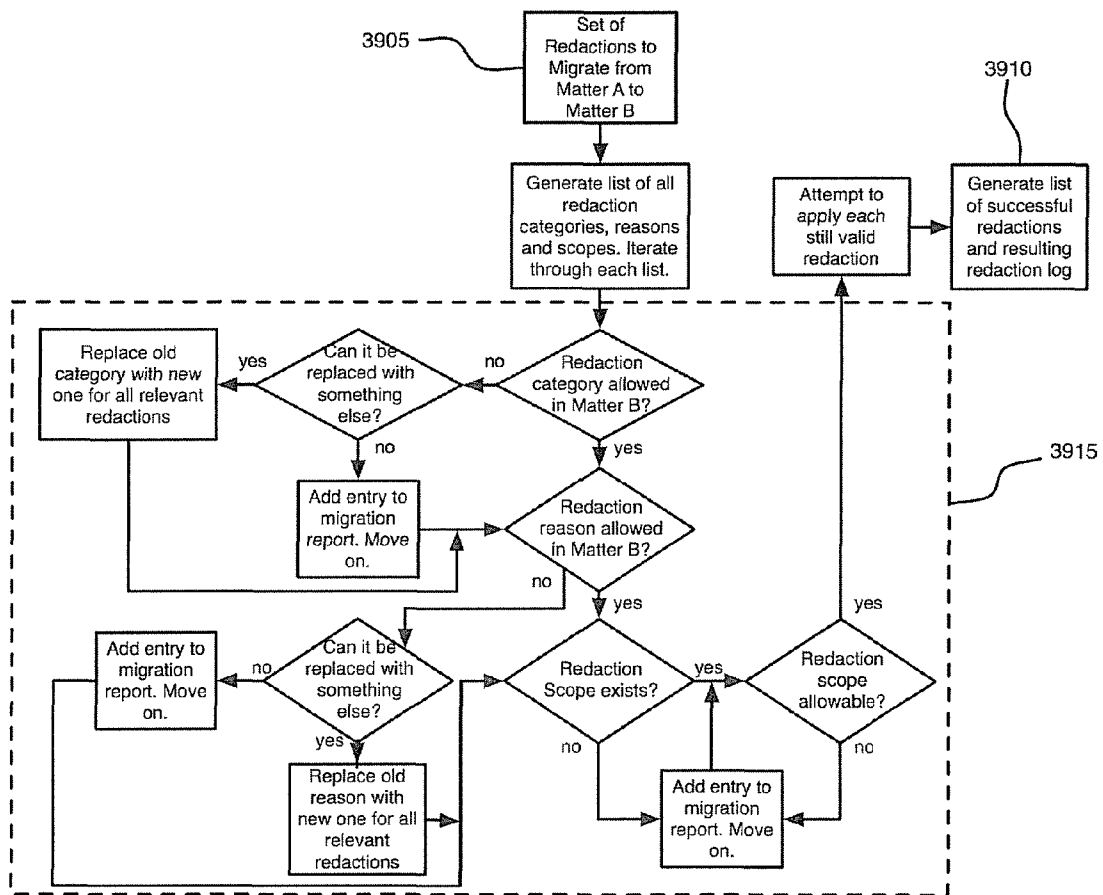 3905
Set of
Redactions to
Migrate from
Matter A to
Matter B
3910
Generate list of all
redaction
categories, reasons
and scopes. Iterate
through each list.
Attempt to
apply each
still valid
redaction
Generate list
of successful
redactions
and resulting
redaction log
Replace old
category with new
one for all relevant
redactions
yes
Can it be
replaced with
something
else?
no
Redaction
category allowed
in Matter B?
no
yes
3915
Add entry to
migration
report. Move
on.
Redaction
reason allowed
in Matter B?
no
yes
yes
Add entry to
migration
report. Move
on.
no
Can it be
replaced with
something
else?
yes
Redaction
Scope exists?
yes
no
Redaction
scope
allowable?
no
Replace old
reason with
new one for all
relevant
redactions
Add entry to
migration
report. Move
on.